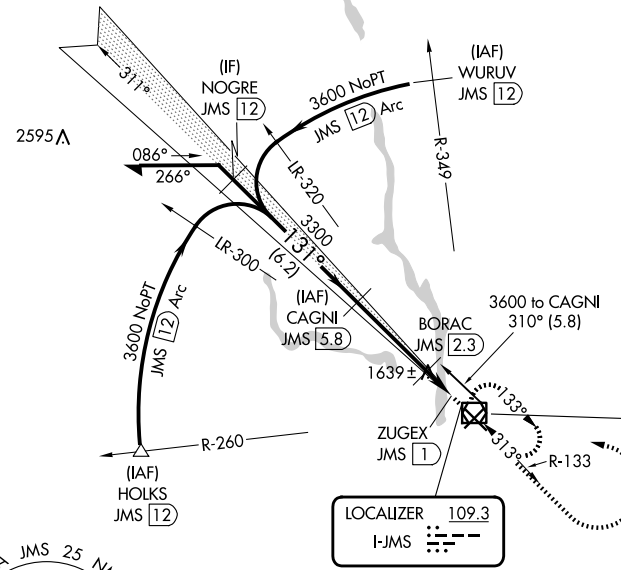 (IF)
NOGRE
JMS 12
(IAF)
WURUV
JMS 12
3600 NoPT
JMS 12 Arc
311°
2595
086°
266°
LR-320
R-349
LR-300
3300
131°
(6.2)
3600 NoPT
JMS 12 Arc
(IAF)
CAGNI
JMS 5.8
BORAC
JMS 2.3
3600 to CAGNI
310° (5.8)
1639 ±
133°
ZUGEX
JMS 1
313°
R-133
R-260
(IAF)
HOLKS
JMS 12
LOCALIZER 109.3
I-JMS
JMS 25